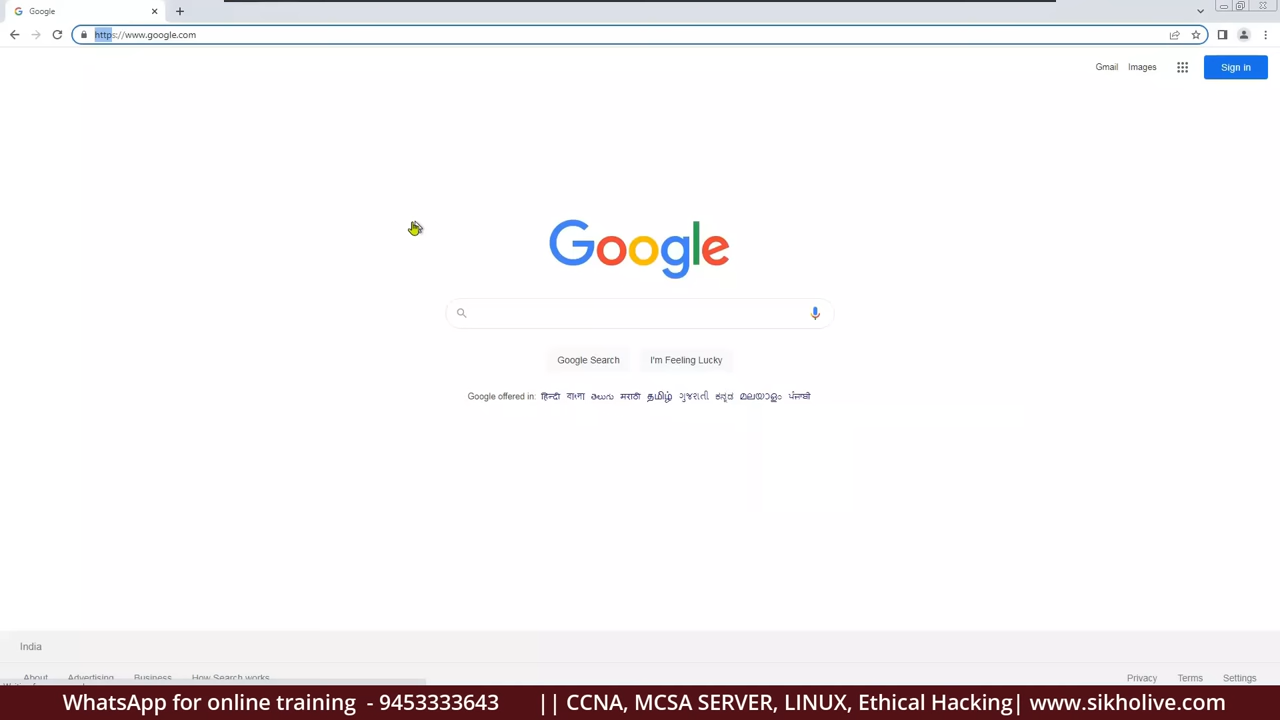 Google
https://www.google.com
Gmail Images Sign in
Google
Google Search I'm Feeling Lucky
Google offered in: हिन्दी বাংলা తెలుగు मराठी தமிழ் ગુજરાતી ಕನ್ನಡ മലയാളം ਪੰਜਾਬੀ
India
About Advertising Business How Search works Privacy Terms Settings
WhatsApp for online training - 9453333643 || CCNA, MCSA SERVER, LINUX, Ethical Hacking| www.sikholive.com